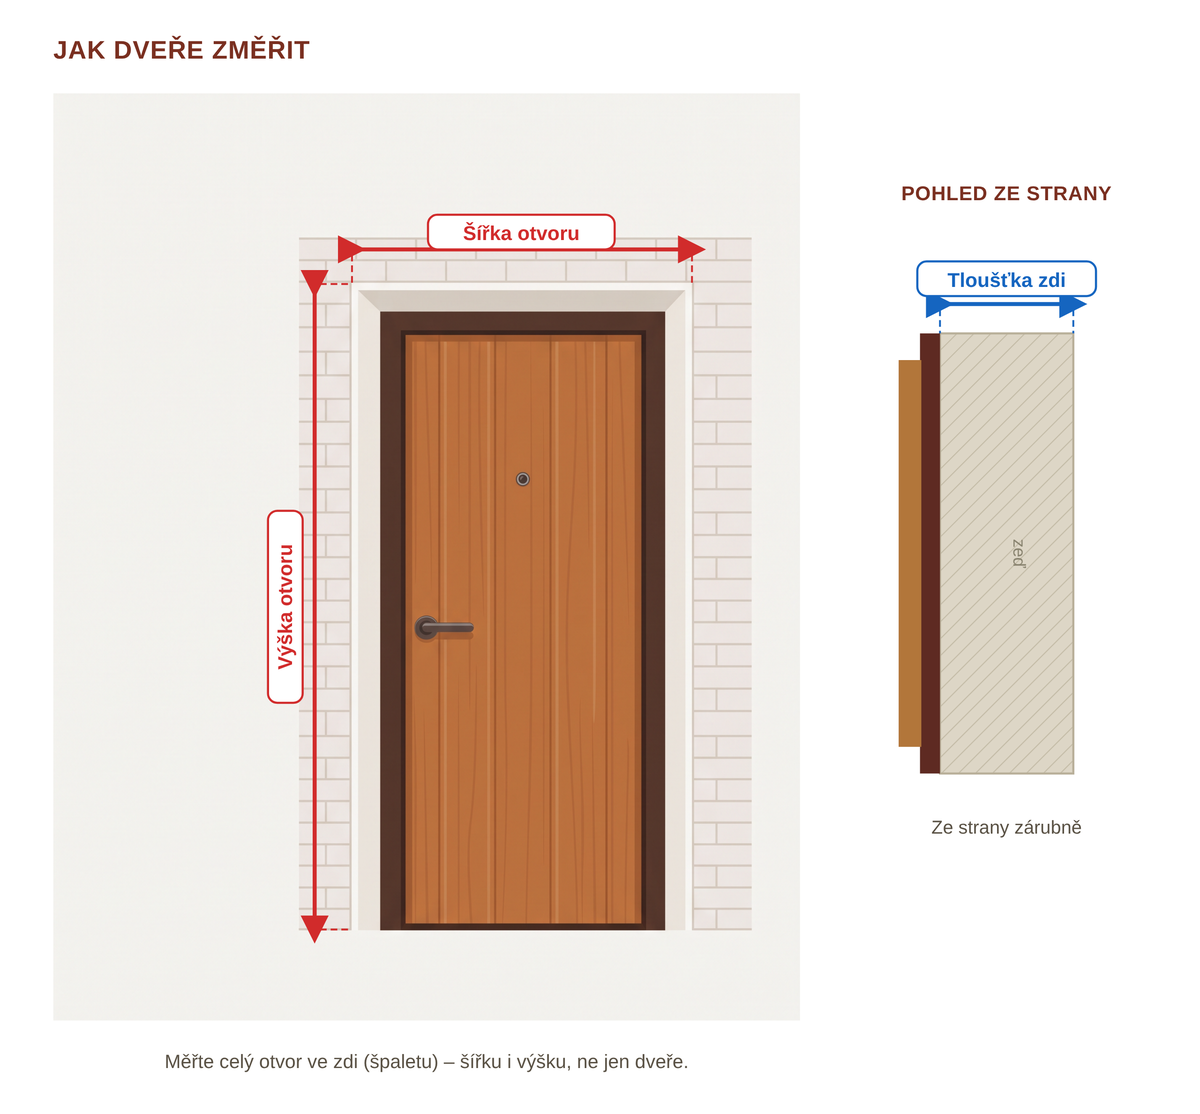 JAK DVEŘE ZMĚŘIT
POHLED ZE STRANY
Šířka otvoru
Tloušťka zdi
Výška otvoru
zeď
Ze strany zárubně
Měřte celý otvor ve zdi (špaletu) – šířku i výšku, ne jen dveře.